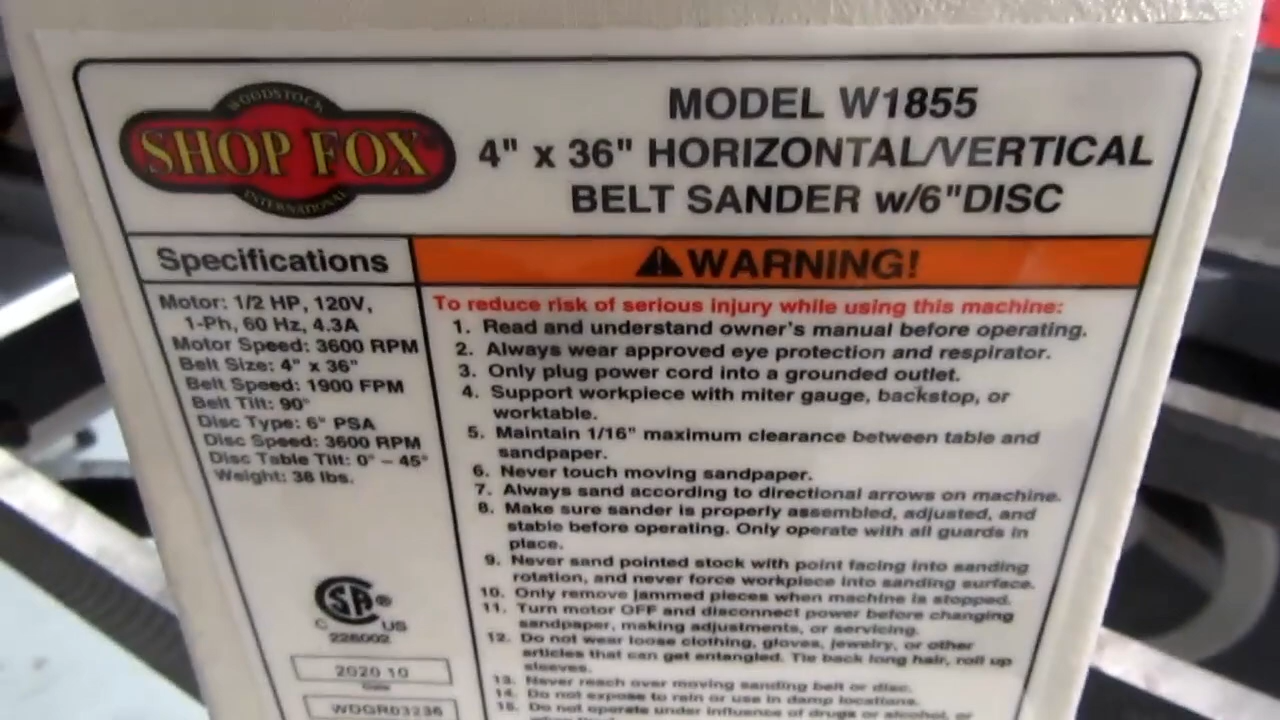 WOODSTOCK
SHOP FOX
INTERNATIONAL
MODEL W1855
4" x 36" HORIZONTAL/VERTICAL
BELT SANDER w/6"DISC
Specifications
Motor: 1/2 HP, 120V,
1-Ph, 60 Hz, 4.3A
Motor Speed: 3600 RPM
Belt Size: 4" x 36"
Belt Speed: 1900 FPM
Belt Tilt: 90°
Disc Type: 6" PSA
Disc Speed: 3600 RPM
Disc Table Tilt: 0° – 45°
Weight: 38 lbs.
SA®
C US
226002
2020 10
Date
WDGR03236
WARNING!
To reduce risk of serious injury while using this machine:
1. Read and understand owner's manual before operating.
2. Always wear approved eye protection and respirator.
3. Only plug power cord into a grounded outlet.
4. Support workpiece with miter gauge, backstop, or
worktable.
5. Maintain 1/16" maximum clearance between table and
sandpaper.
6. Never touch moving sandpaper.
7. Always sand according to directional arrows on machine.
8. Make sure sander is properly assembled, adjusted, and
stable before operating. Only operate with all guards in
place.
9. Never sand pointed stock with point facing into sanding
rotation, and never force workpiece into sanding surface.
10. Only remove jammed pieces when machine is stopped.
11. Turn motor OFF and disconnect power before changing
sandpaper, making adjustments, or servicing.
12. Do not wear loose clothing, gloves, jewelry, or other
articles that can get entangled. Tie back long hair, roll up
sleeves.
13. Never reach over moving sanding belt or disc.
14. Do not expose to rain or use in damp locations.
15. Do not operate under influence of drugs or alcohol, or